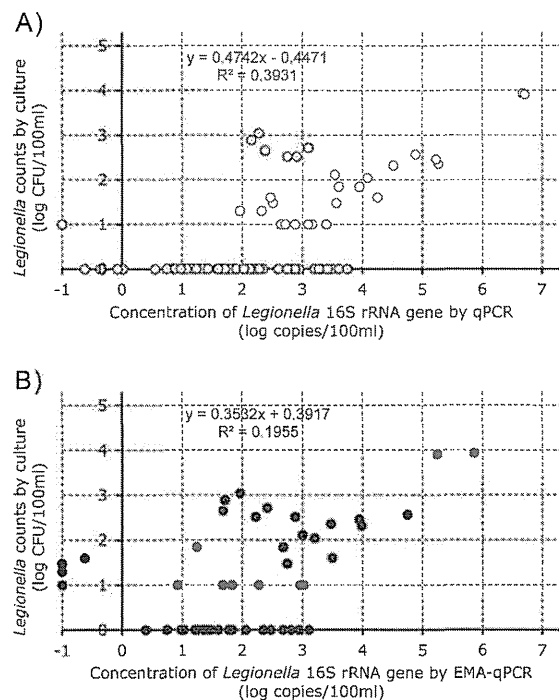 A)
5
4
3
2
1
0
y = 0.4742x - 0.4471
R² = 0.3931
Legionella counts by culture
(log CFU/100ml)
-1 0 1 2 3 4 5 6 7
Concentration of Legionella 16S rRNA gene by qPCR
(log copies/100ml)
B)
5
4
3
2
1
0
y = 0.3532x + 0.3917
R² = 0.1955
Legionella counts by culture
(log CFU/100ml)
-1 0 1 2 3 4 5 6 7
Concentration of Legionella 16S rRNA gene by EMA-qPCR
(log copies/100ml)